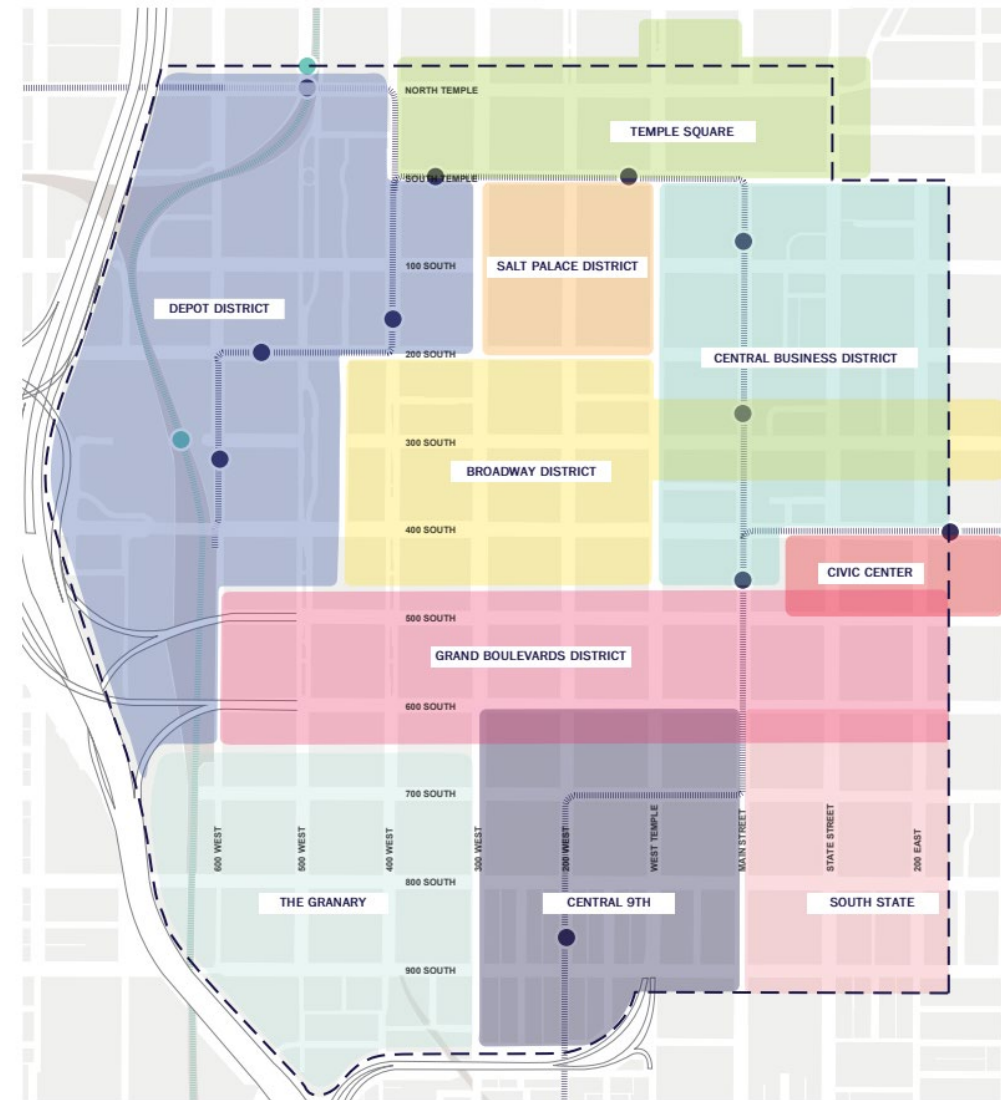 NORTH TEMPLE
TEMPLE SQUARE
SOUTH TEMPLE
100 SOUTH
SALT PALACE DISTRICT
DEPOT DISTRICT
200 SOUTH
CENTRAL BUSINESS DISTRICT
300 SOUTH
BROADWAY DISTRICT
400 SOUTH
CIVIC CENTER
500 SOUTH
GRAND BOULEVARDS DISTRICT
600 SOUTH
700 SOUTH
600 WEST
500 WEST
400 WEST
300 WEST
200 WEST
WEST TEMPLE
MAIN STREET
STATE STREET
200 EAST
800 SOUTH
THE GRANARY
CENTRAL 9TH
SOUTH STATE
900 SOUTH